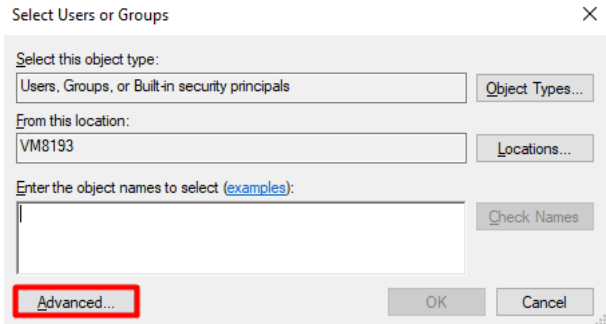 Select Users or Groups
Select this object type:
Users, Groups, or Built-in security principals
Object Types...
From this location:
VM8193
Locations...
Enter the object names to select (examples):
Check Names
Advanced...
OK
Cancel